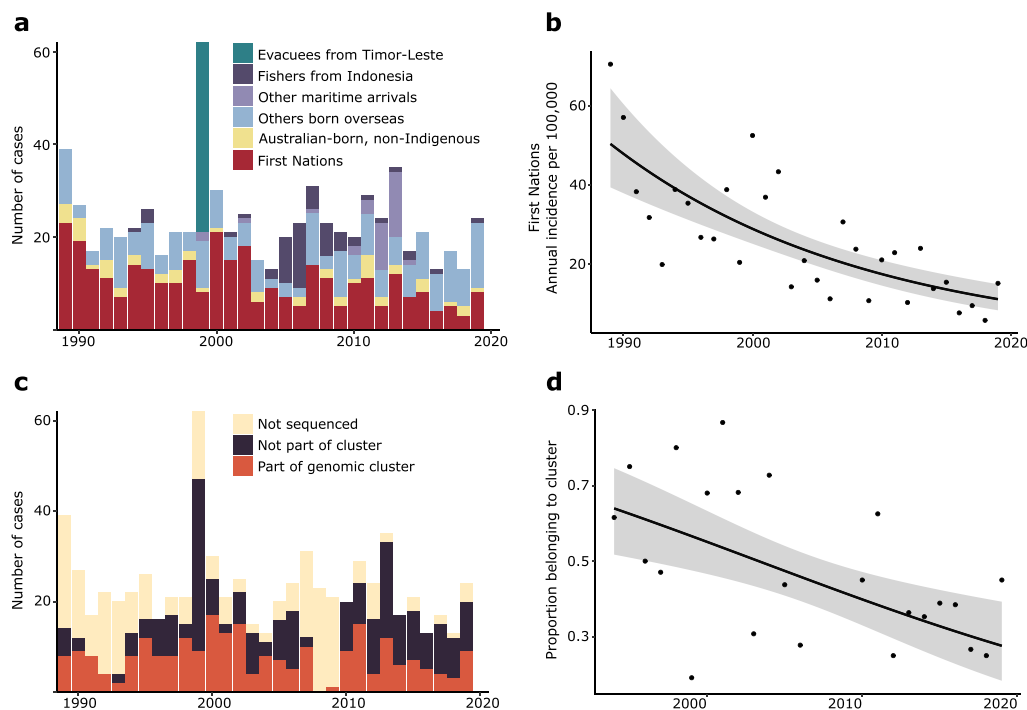 a
60
40
20
Number of cases
Evacuees from Timor-Leste
Fishers from Indonesia
Other maritime arrivals
Others born overseas
Australian-born, non-Indigenous
First Nations
1990
2000
2010
2020
b
First Nations
Annual incidence per 100,000
60
40
20
1990
2000
2010
2020
c
60
40
20
Number of cases
Not sequenced
Not part of cluster
Part of genomic cluster
1990
2000
2010
2020
d
Proportion belonging to cluster
0.9
0.7
0.5
0.3
2000
2010
2020